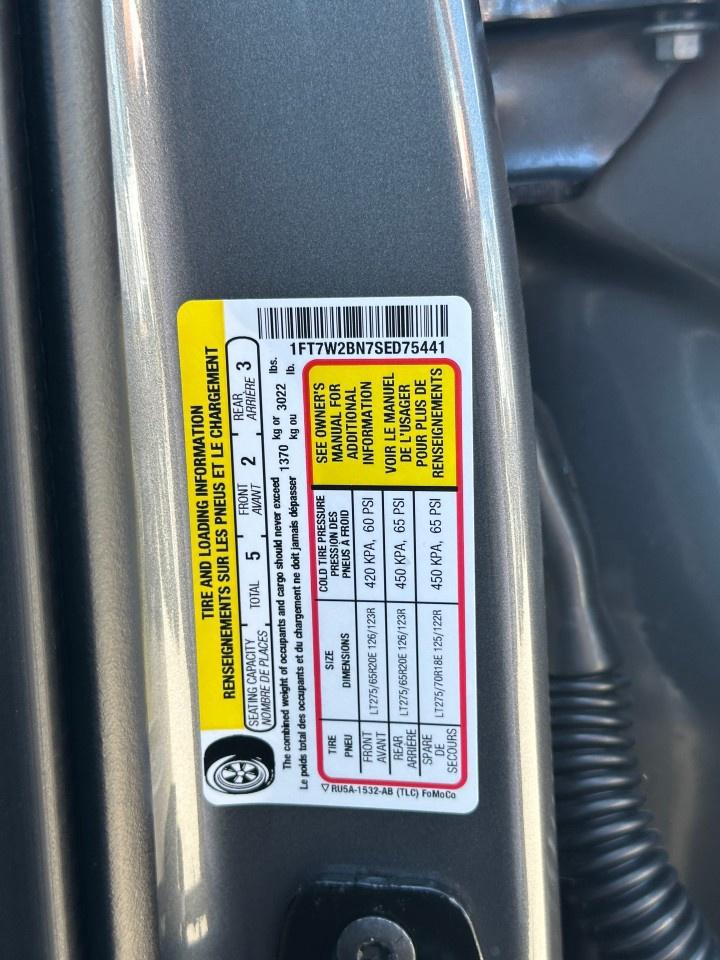 TIRE AND LOADING INFORMATION
RENSEIGNEMENTS SUR LES PNEUS ET LE CHARGEMENT
SEATING CAPACITY TOTAL 5 FRONT 2 REAR 3
NOMBRE DE PLACES AVANT ARRIÈRE
The combined weight of occupants and cargo should never exceed 1370 kg or 3022 lbs.
Le poids total des occupants et du chargement ne doit jamais dépasser kg ou lb.
1FT7W2BN7SED75441
TIRE SIZE COLD TIRE PRESSURE
PNEU DIMENSIONS PRESSION DES
PNEUS À FROID
FRONT LT275/65R20E 126/123R 420 KPA, 60 PSI
AVANT
REAR LT275/65R20E 126/123R 450 KPA, 65 PSI
ARRIÈRE
SPARE LT275/70R18E 125/122R 450 KPA, 65 PSI
DE
SECOURS
SEE OWNER'S
MANUAL FOR
ADDITIONAL
INFORMATION
VOIR LE MANUEL
DE L'USAGER
POUR PLUS DE
RENSEIGNEMENTS
RU5A-1532-AB (TLC) FoMoCo